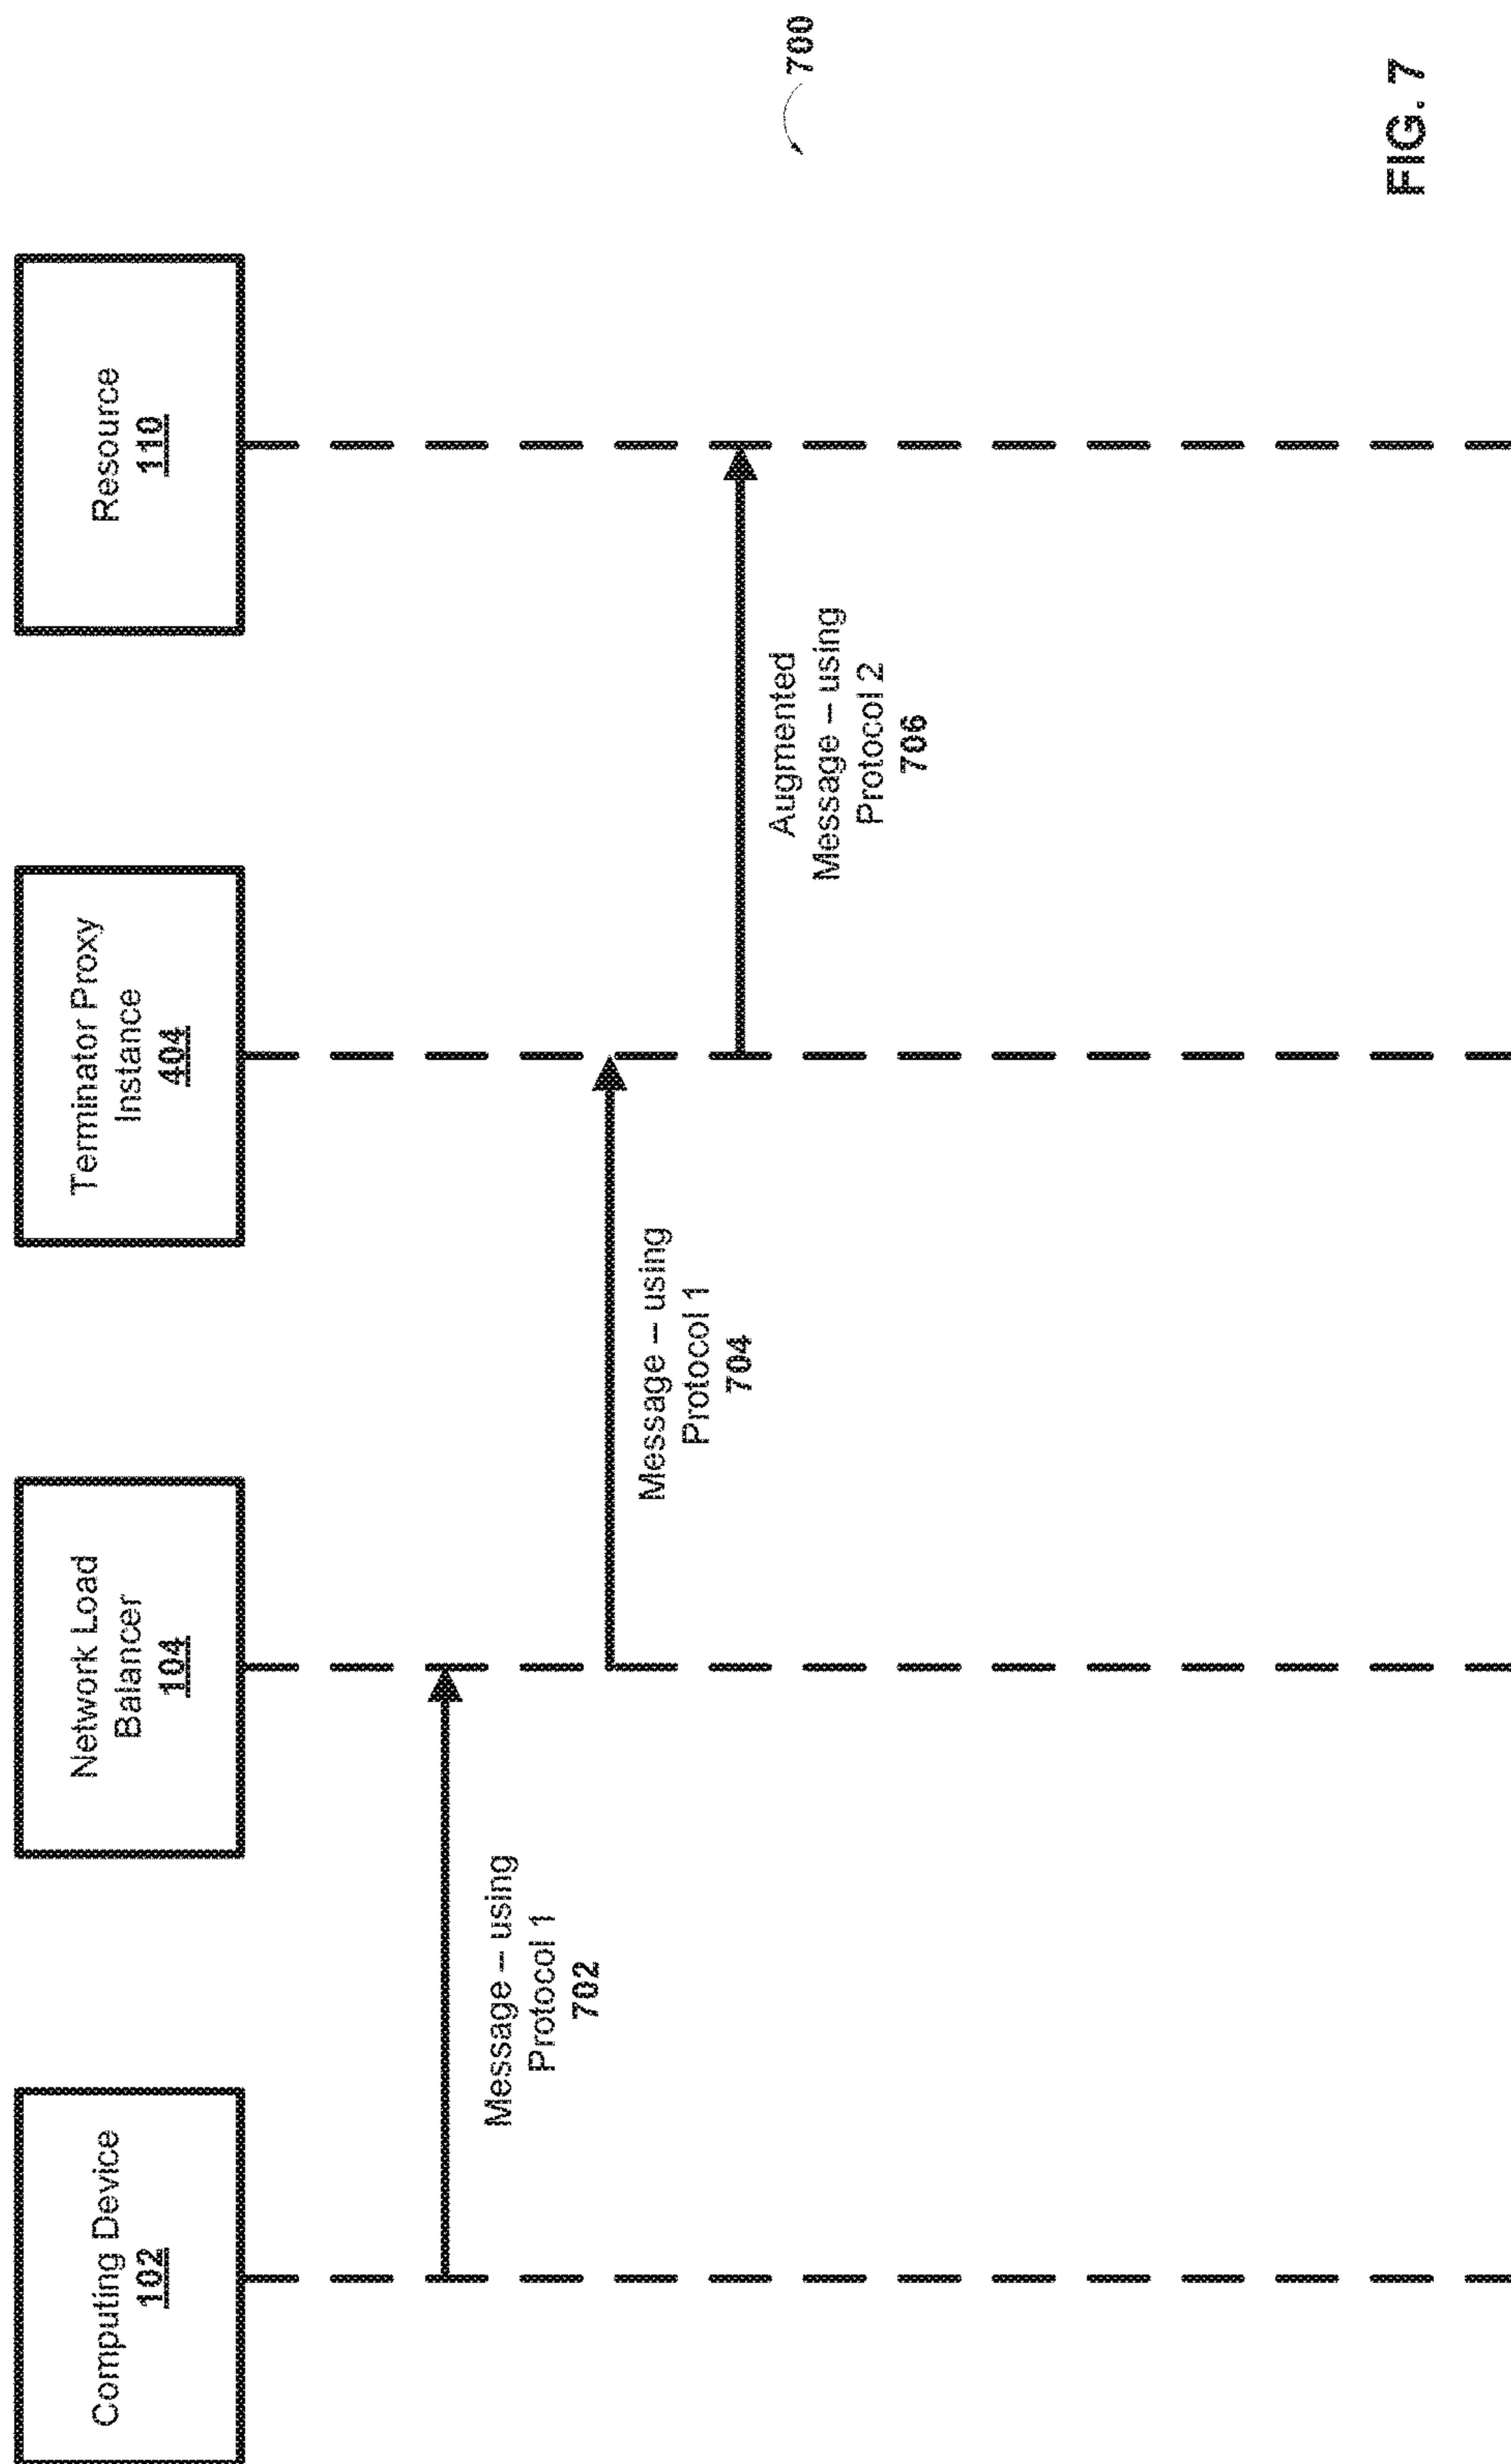 Computing Device
102
Network Load
Balancer
104
Terminator Proxy
Instance
404
Resource
110
Message – using
Protocol 1
702
Message – using
Protocol 1
704
Augmented
Message – using
Protocol 2
706
700
FIG. 7